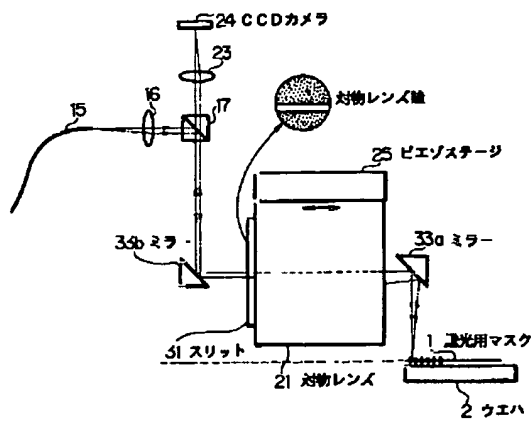 24 CCDカメラ
23
15
16
17
対物レンズ瞳
25 ピエゾステージ
33b ミラー
33a ミラー
31 スリット
21 対物レンズ
1 露光用マスク
2 ウエハ